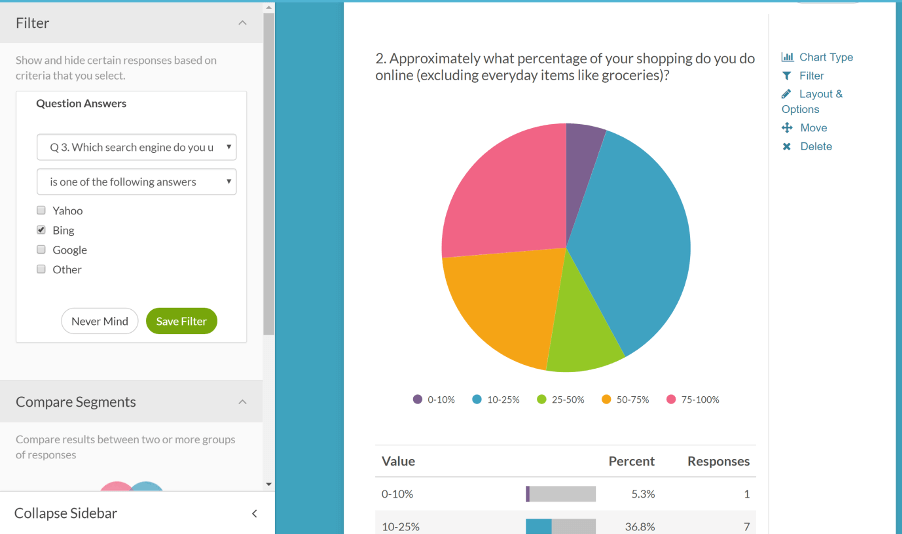 Filter
Show and hide certain responses based on
criteria that you select.
Question Answers
Q 3. Which search engine do you u
is one of the following answers
Yahoo
Bing
Google
Other
Never Mind
Save Filter
Compare Segments
Compare results between two or more groups
of responses
Collapse Sidebar
2. Approximately what percentage of your shopping do you do
online (excluding everyday items like groceries)?
0-10% 10-25% 25-50% 50-75% 75-100%
Value Percent Responses
0-10% 5.3% 1
10-25% 36.8% 7
Chart Type
Filter
Layout &
Options
Move
Delete